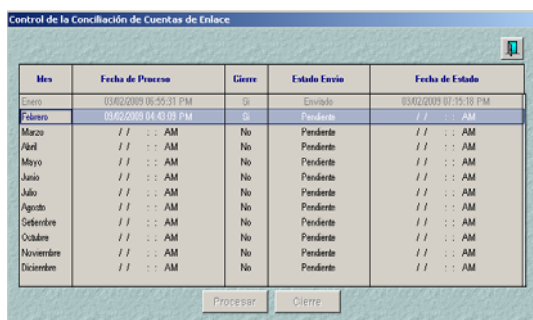 Control de la Conciliación de Cuentas de Enlace
Mes Fecha de Proceso Cierre Estado Envio Fecha de Estado
Enero 03/02/2009 06:55:31 PM Si Enviado 03/02/2009 07:15:18 PM
Febrero 09/02/2009 04:43:09 PM Si Pendiente / / : : AM
Marzo / / : : AM No Pendiente / / : : AM
Abril / / : : AM No Pendiente / / : : AM
Mayo / / : : AM No Pendiente / / : : AM
Junio / / : : AM No Pendiente / / : : AM
Julio / / : : AM No Pendiente / / : : AM
Agosto / / : : AM No Pendiente / / : : AM
Setiembre / / : : AM No Pendiente / / : : AM
Octubre / / : : AM No Pendiente / / : : AM
Noviembre / / : : AM No Pendiente / / : : AM
Diciembre / / : : AM No Pendiente / / : : AM
Procesar Cierre